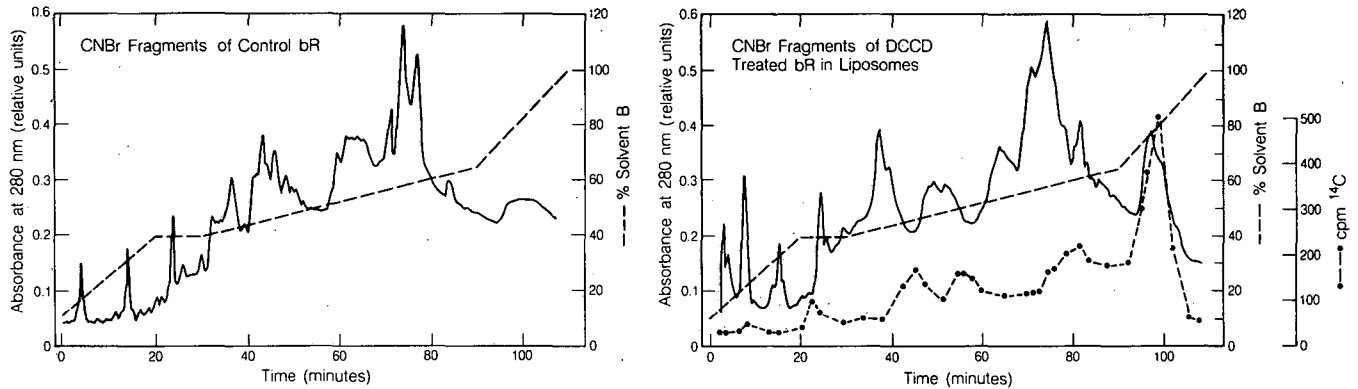 CNBr Fragments of Control bR
Absorbance at 280 nm (relative units)
0.6
0.5
0.4
0.3
0.2
0.1
0
120
100
80
60
40
20
0
% Solvent B
0 20 40 60 80 100
Time (minutes)
CNBr Fragments of DCCD
Treated bR in Liposomes
Absorbance at 280 nm (relative units)
0.6
0.5
0.4
0.3
0.2
0.1
0
120
100
80
60
40
20
0
% Solvent B
500
400
300
200
100
0
cpm ¹⁴C
0 20 40 60 80 100
Time (minutes)